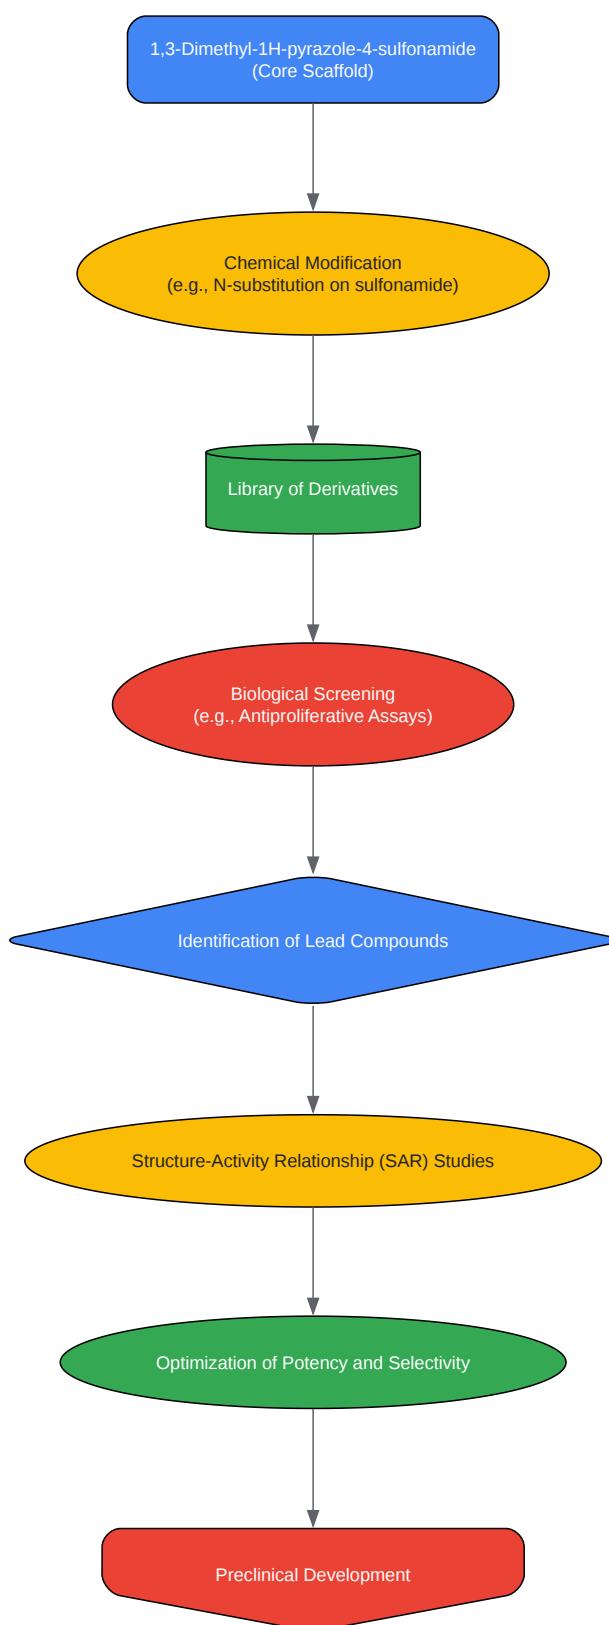 1,3-Dimethyl-1H-pyrazole-4-sulfonamide
(Core Scaffold)
Chemical Modification
(e.g., N-substitution on sulfonamide)
Library of Derivatives
Biological Screening
(e.g., Antiproliferative Assays)
Identification of Lead Compounds
Structure-Activity Relationship (SAR) Studies
Optimization of Potency and Selectivity
Preclinical Development